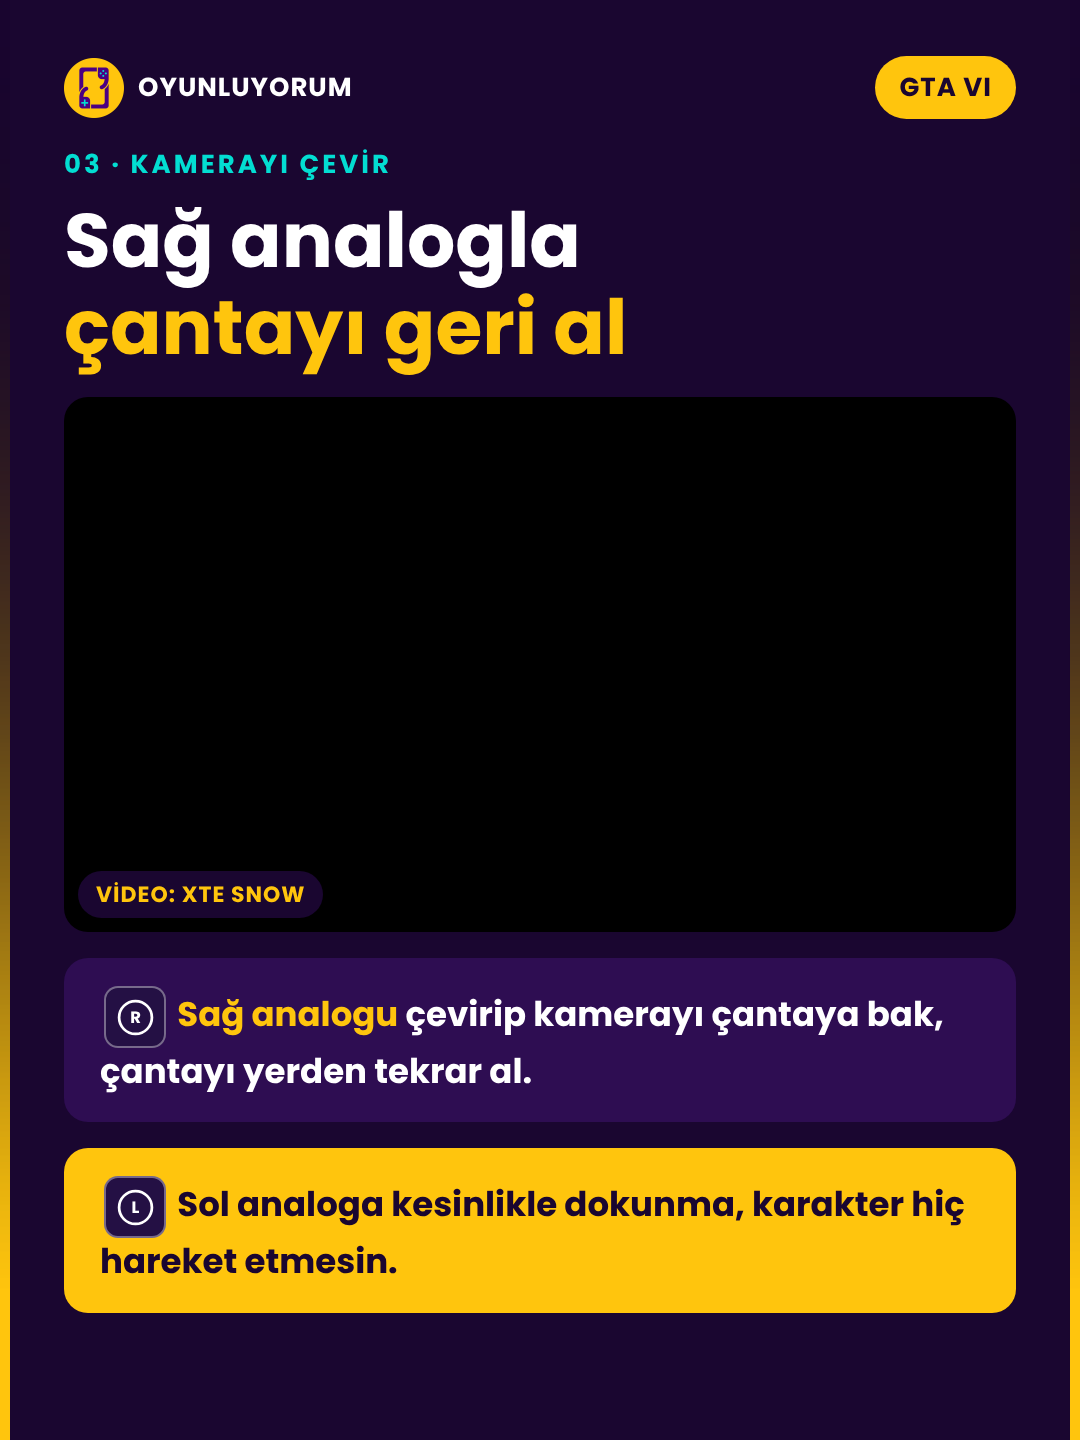 OYUNLUYORUM
GTA VI
03 · KAMERAYI ÇEVİR
Sağ analogla
çantayı geri al
VİDEO: XTE SNOW
R Sağ analogu çevirip kamerayı çantaya bak,
çantayı yerden tekrar al.
L Sol analoga kesinlikle dokunma, karakter hiç
hareket etmesin.